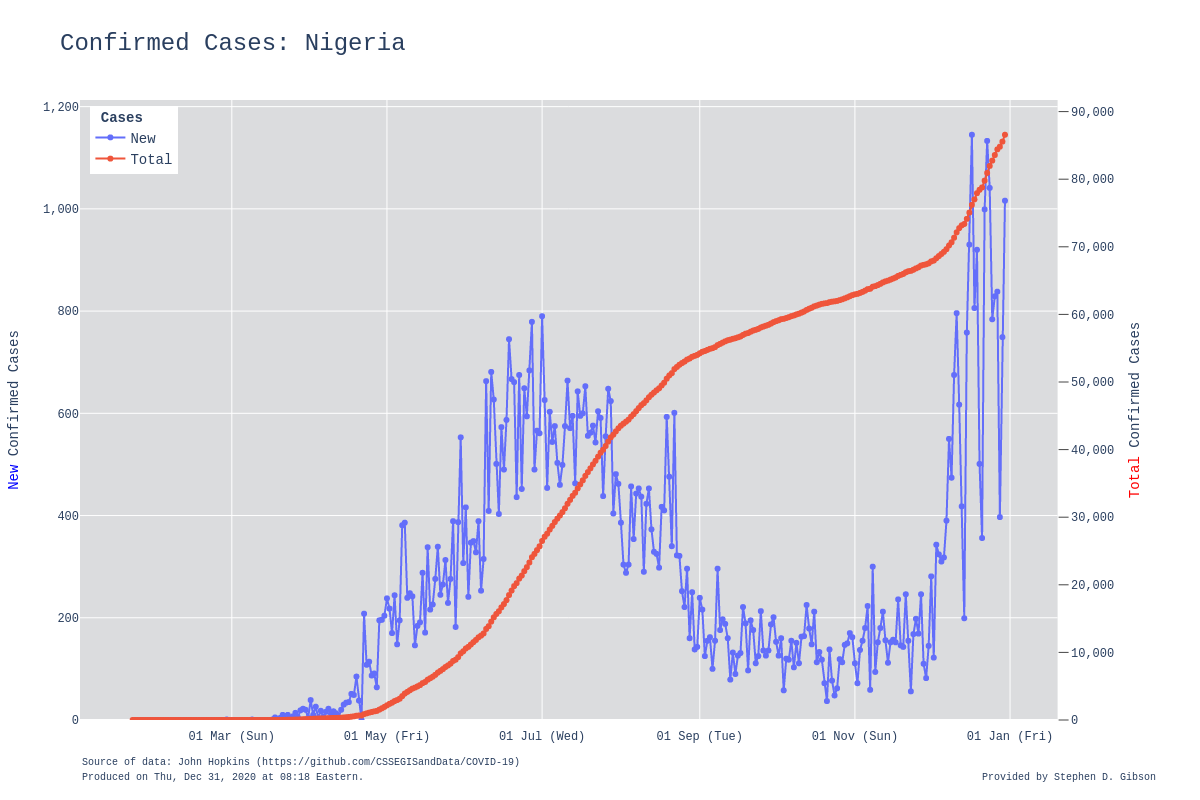 Confirmed Cases: Nigeria
Cases
New
Total
1,200
1,000
800
600
400
200
0
90,000
80,000
70,000
60,000
50,000
40,000
30,000
20,000
10,000
0
New Confirmed Cases
Total Confirmed Cases
01 Mar (Sun)
01 May (Fri)
01 Jul (Wed)
01 Sep (Tue)
01 Nov (Sun)
01 Jan (Fri)
Source of data: John Hopkins (https://github.com/CSSEGISandData/COVID-19)
Produced on Thu, Dec 31, 2020 at 08:18 Eastern.
Provided by Stephen D. Gibson